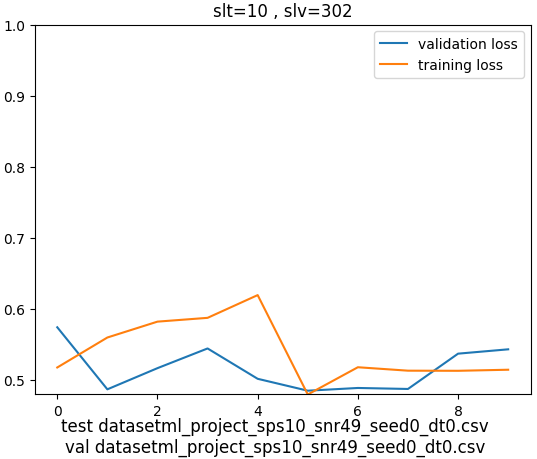 slt=10 , slv=302
validation loss
training loss
1.0
0.9
0.8
0.7
0.6
0.5
0 2 4 6 8
test datasetml_project_sps10_snr49_seed0_dt0.csv
val datasetml_project_sps10_snr49_seed0_dt0.csv